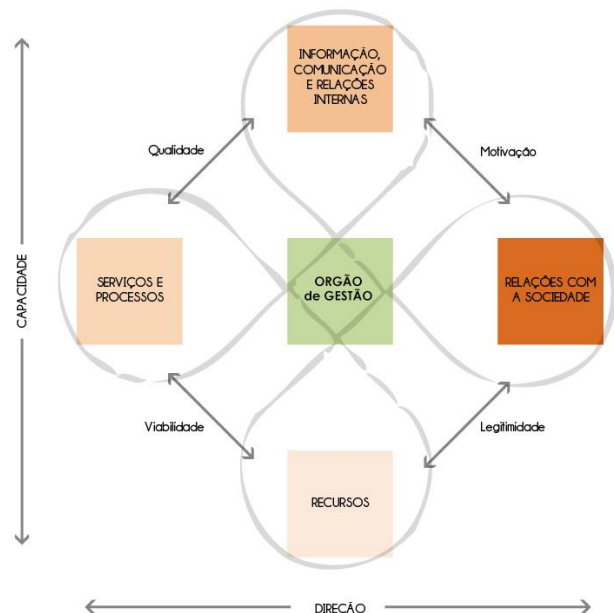 INFORMAÇÃO,
COMUNICAÇÃO
E RELAÇÕES
INTERNAS
Qualidade
Motivação
CAPACIDADE
SERVIÇOS E
PROCESSOS
ORGÃO
de GESTÃO
RELAÇÕES COM
A SOCIEDADE
Viabilidade
Legitimidade
RECURSOS
DIREÇÃO